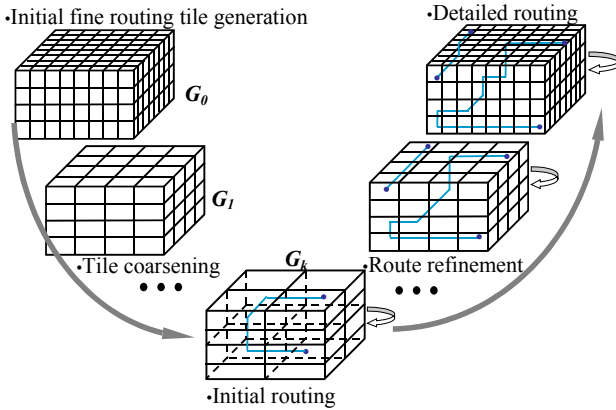 •Initial fine routing tile generation
G0
G1
•Tile coarsening
• • •
Gk
•Initial routing
•Detailed routing
•Route refinement
• • •